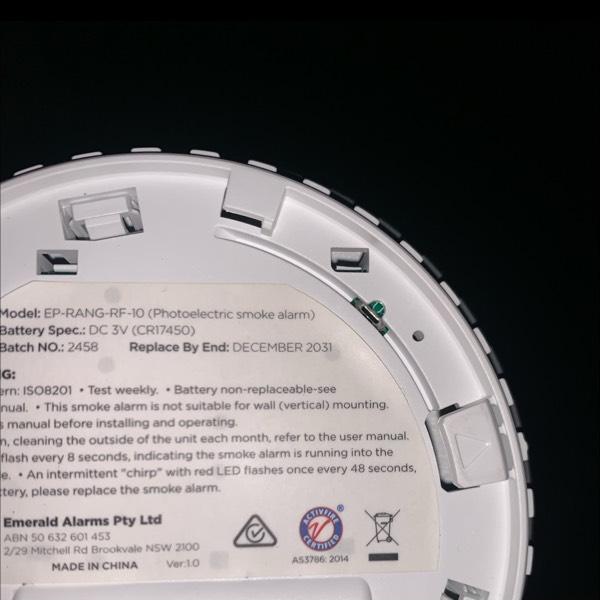 Model: EP-RANG-RF-10 (Photoelectric smoke alarm)
Battery Spec.: DC 3V (CR17450)
Batch NO.: 2458 Replace By End: DECEMBER 2031
G:
ern: ISO8201 • Test weekly. • Battery non-replaceable-see
nual. • This smoke alarm is not suitable for wall (vertical) mounting.
s manual before installing and operating.
n, cleaning the outside of the unit each month, refer to the user manual.
flash every 8 seconds, indicating the smoke alarm is running into the
e. • An intermittent "chirp" with red LED flashes once every 48 seconds,
ttery, please replace the smoke alarm.
Emerald Alarms Pty Ltd
ABN 50 632 601 453
2/29 Mitchell Rd Brookvale NSW 2100
MADE IN CHINA Ver:1.0
ACTIVFIRE
CERTIFIED
®
AS3786: 2014